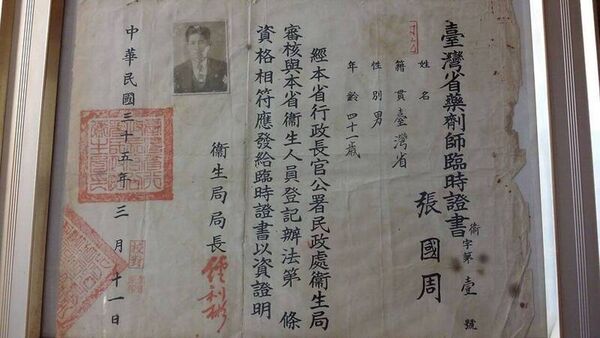 臺灣省藥劑師臨時證書
衛字第壹號
姓名 張國周
籍貫臺灣省
性別男
年齡四十一歲
經本省行政長官公署民政處衛生局
審核與本省衛生人員登記辦法第 條
資格相符應發給臨時證書以資證明
衛生局局長 經利彬
中華民國三十五年三月十一日
校對